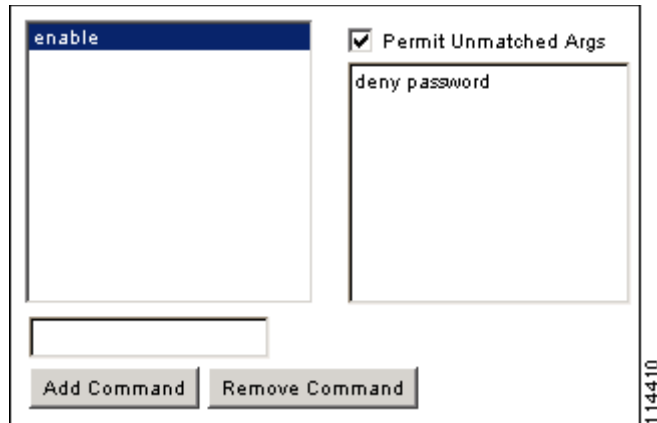 enable
Permit Unmatched Args
deny password
Add Command
Remove Command
114410